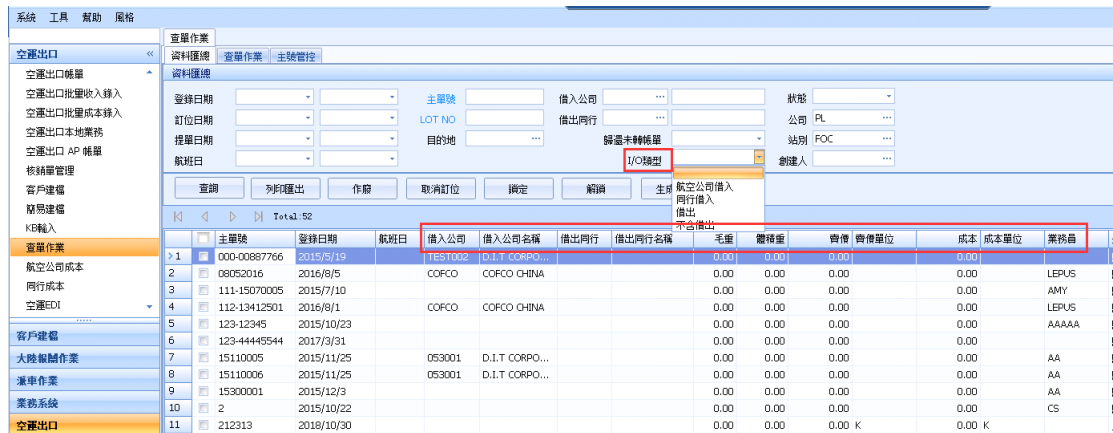 系統 工具 幫助 風格
查單作業
空運出口 «
資料匯總 查單作業 主號管控
資料匯總
空運出口帳單
空運出口批量收入錄入
空運出口批量成本錄入
空運出口本地業務
空運出口 AP 帳單
核銷單管理
客戶建檔
簡易建檔
KB輸入
查單作業
航空公司成本
同行成本
空運EDI
客戶建檔
大陸報關作業
派車作業
業務系統
空運出口
登錄日期 主單號 借入公司 ... 狀態
訂位日期 LOT NO 借出同行 ... 公司 PL ...
提單日期 目的地 ... 歸還未轉帳單 站別 FOC ...
航班日 I/O類型 創建人 ...
查詢 列印匯出 作廢 取消訂位 鎖定 解鎖 生成
航空公司借入
同行借入
借出
不含借出
Total:52
主單號 登錄日期 航班日 借入公司 借入公司名稱 借出同行 借出同行名稱 毛重 體積重 賣價 賣價單位 成本 成本單位 業務員
>1 000-00887766 2015/5/19 TEST002 D.I.T CORPO... 0.00 0.00 0.00 0.00
2 08052016 2016/8/5 COFCO COFCO CHINA 0.00 0.00 0.00 0.00 LEPUS
3 111-15070005 2015/7/10 0.00 0.00 0.00 0.00 AMY
4 112-13412501 2016/8/1 COFCO COFCO CHINA 0.00 0.00 0.00 0.00 LEPUS
5 123-12345 2015/10/23 0.00 0.00 0.00 0.00 AAAAA
6 123-44445544 2017/3/31 0.00 0.00 0.00 0.00
7 15110005 2015/11/25 053001 D.I.T CORPO... 0.00 0.00 0.00 0.00 AA
8 15110006 2015/11/25 053001 D.I.T CORPO... 0.00 0.00 0.00 0.00 AA
9 15300001 2015/12/3 0.00 0.00 0.00 0.00 AA
10 2 2015/10/22 0.00 0.00 0.00 0.00 CS
11 212313 2018/10/30 0.00 0.00 0.00 K 0.00 K